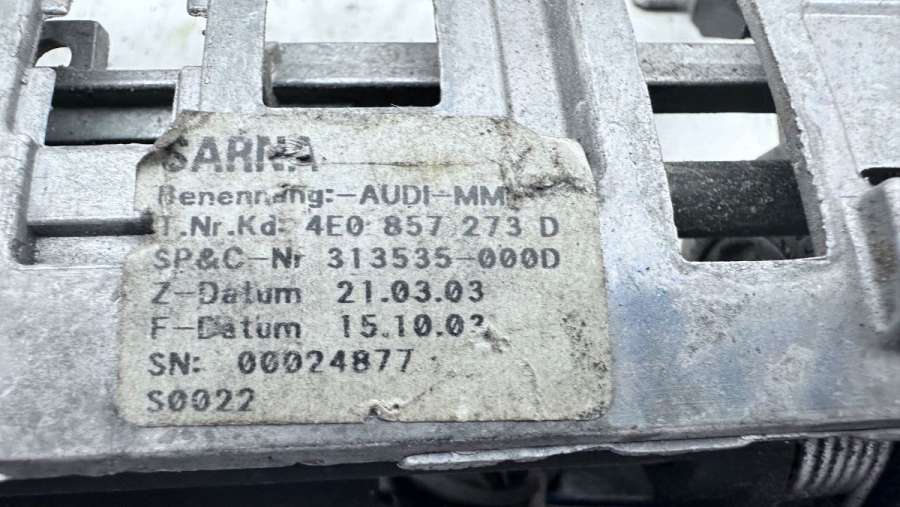 SARNA
Benennung:-AUDI-MM
T.Nr.Kd: 4E0 857 273 D
SP&C-Nr 313535-000D
Z-Datum 21.03.03
F-Datum 15.10.03
SN: 00024877
S0022